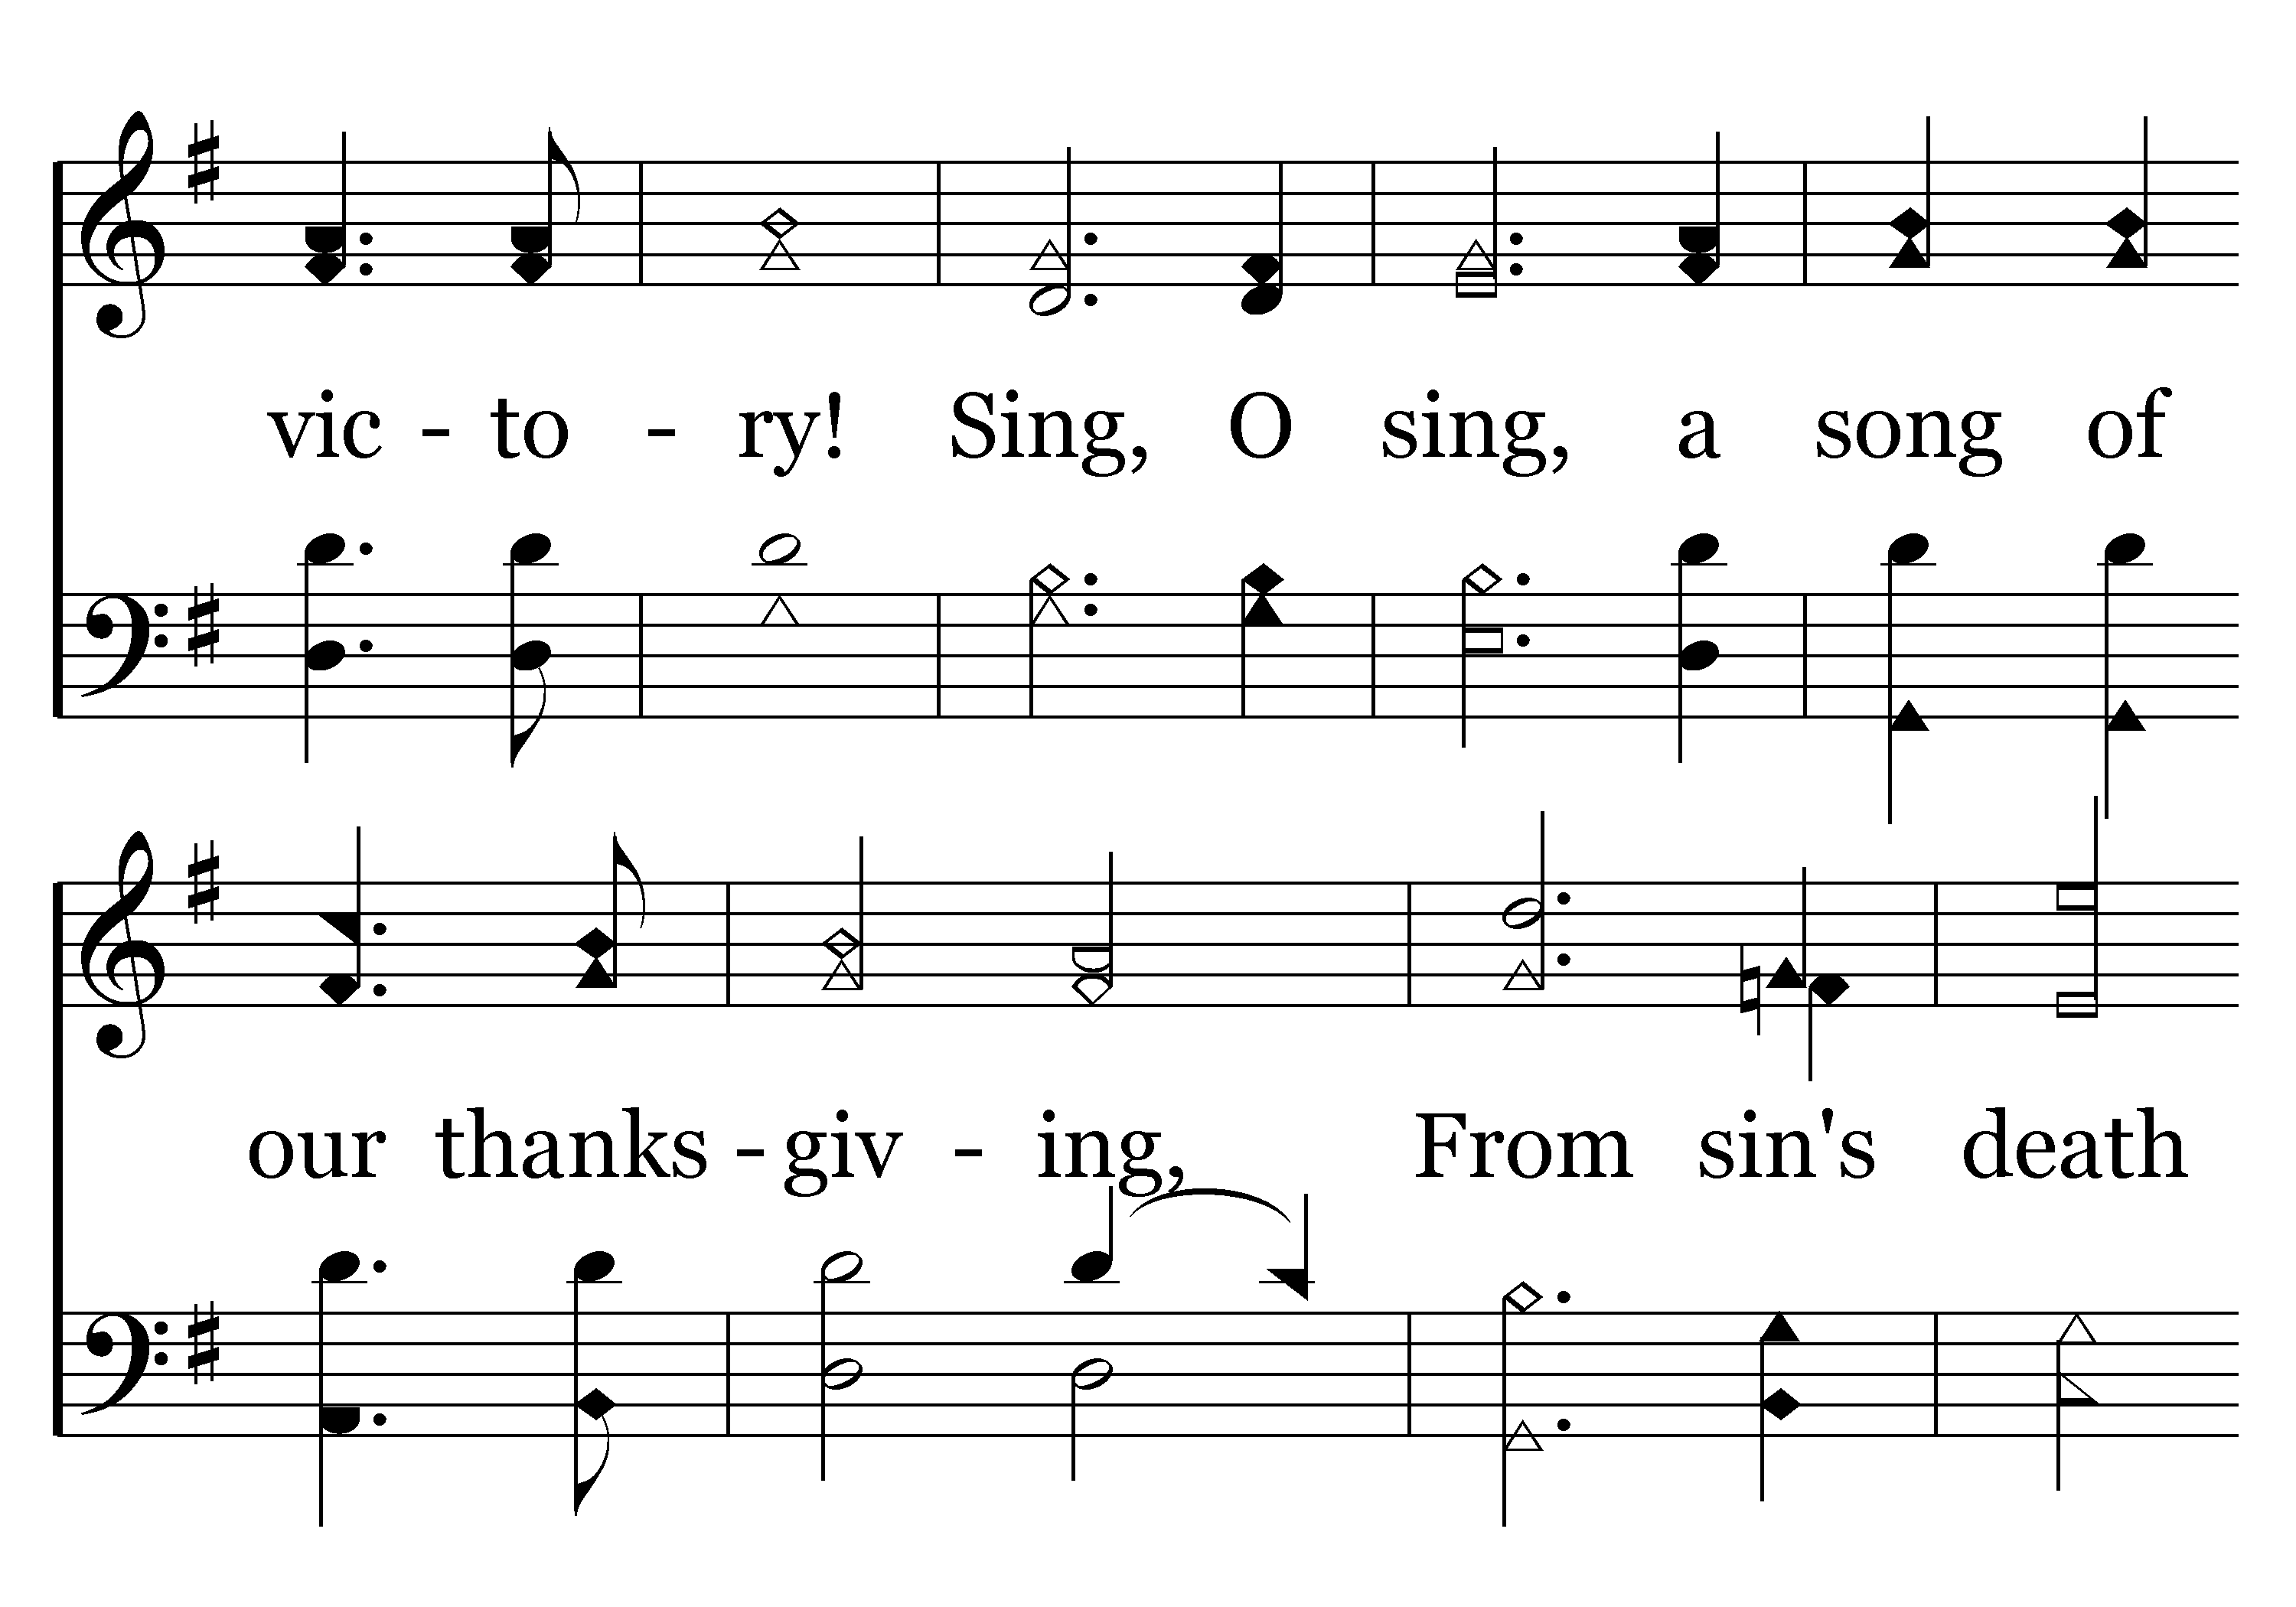 vic - to - ry! Sing, O sing, a song of
our thanks - giv - ing, From sin's death